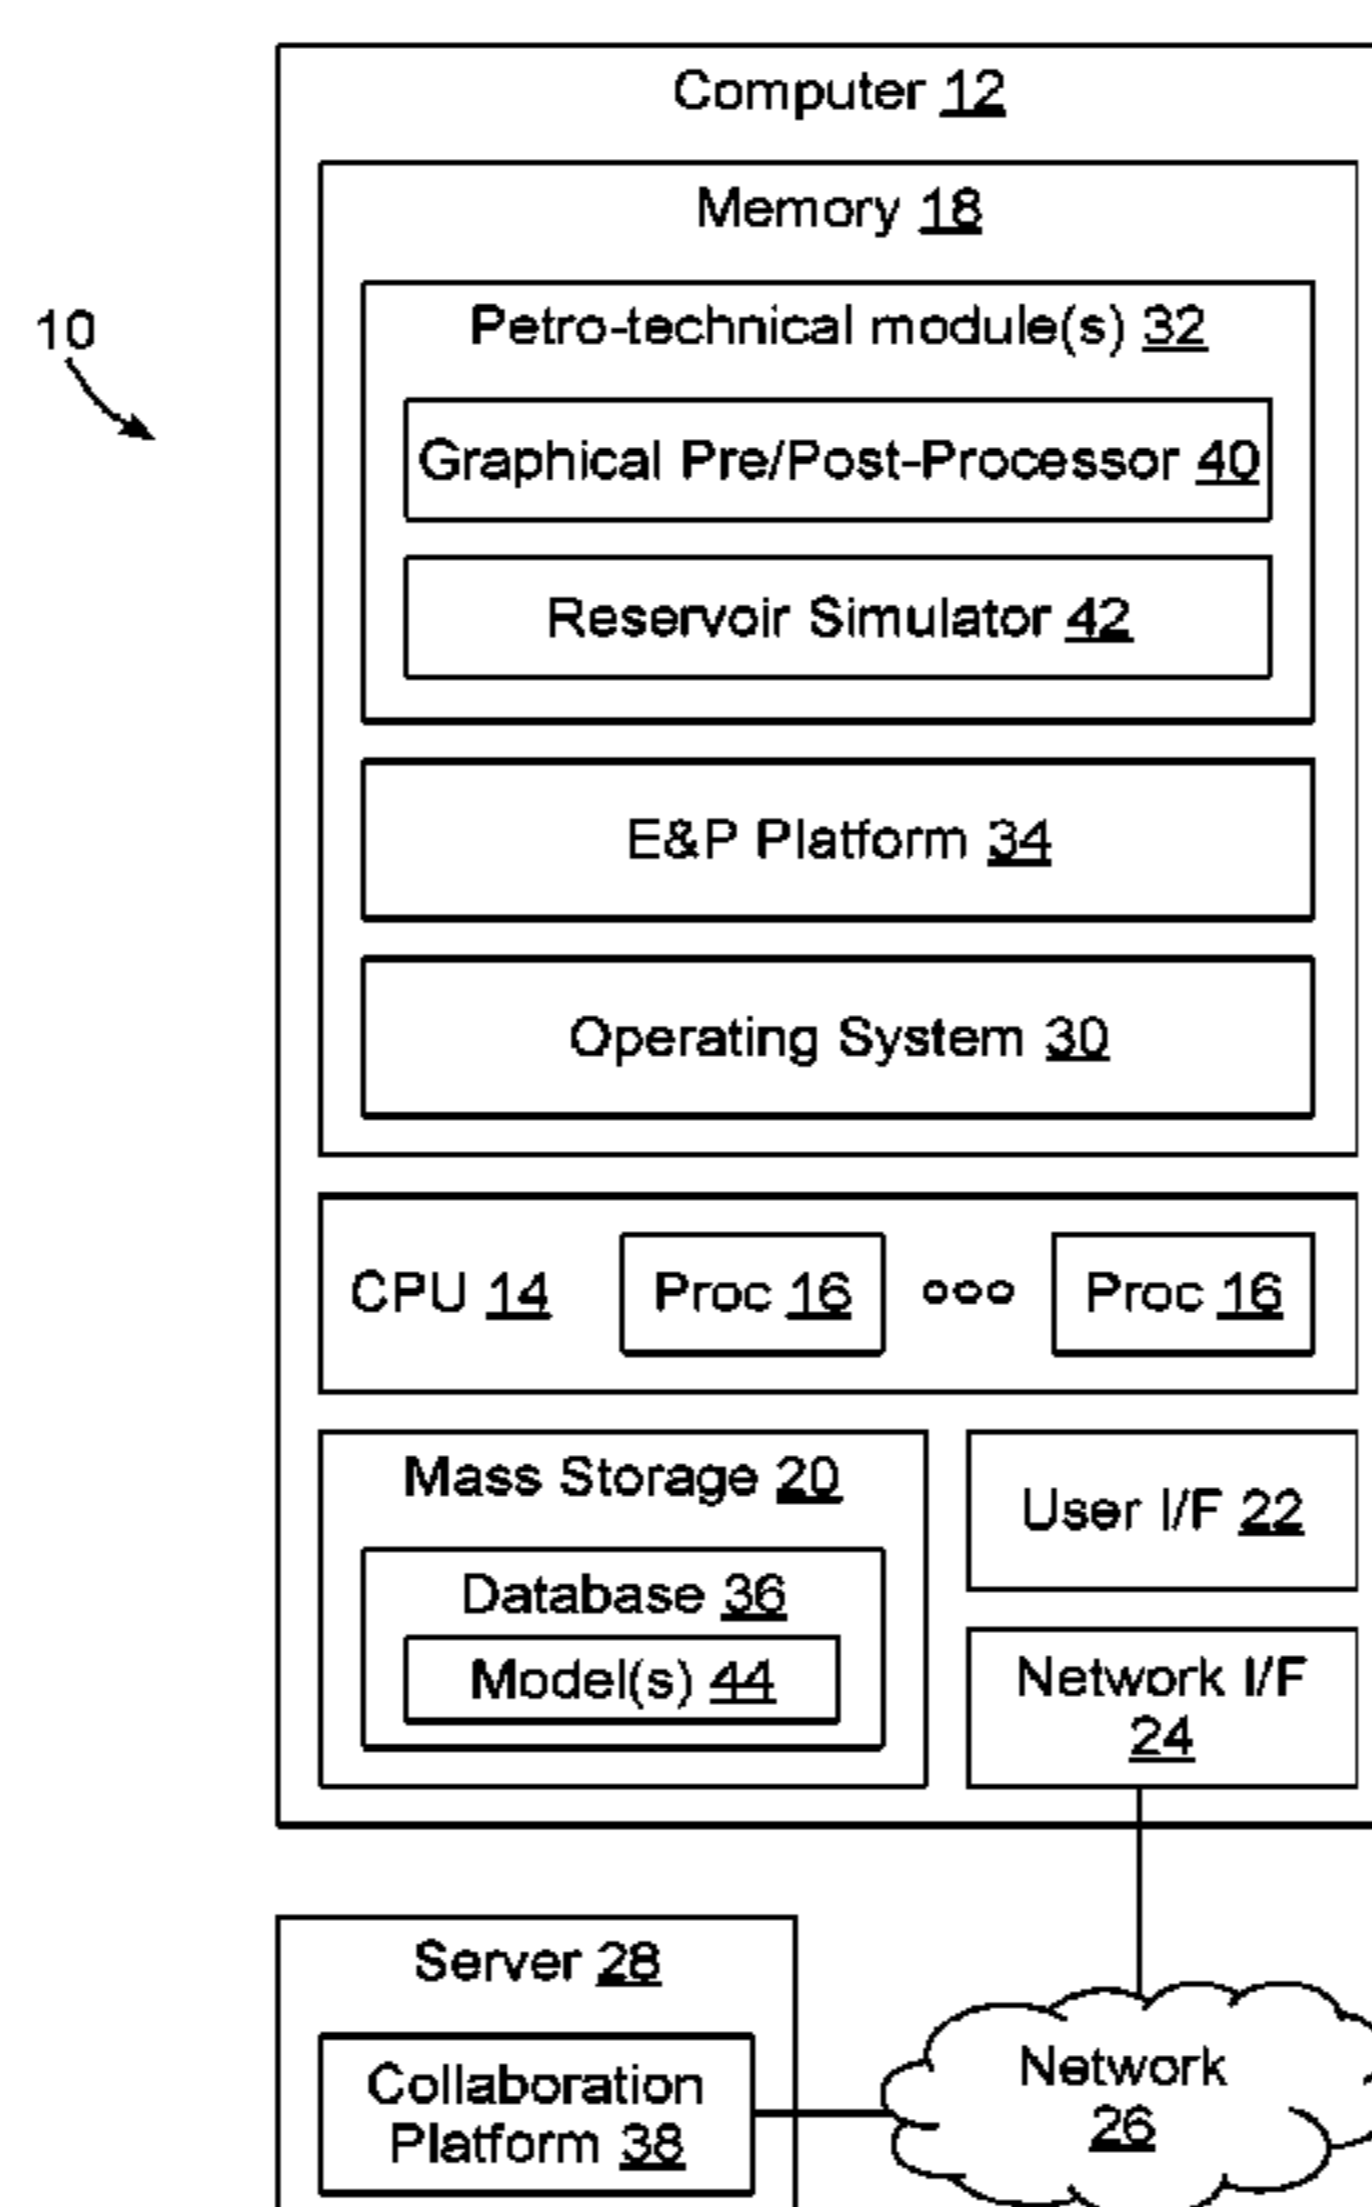 Computer 12
Memory 18
10
Petro-technical module(s) 32
Graphical Pre/Post-Processor 40
Reservoir Simulator 42
E&P Platform 34
Operating System 30
CPU 14 Proc 16 Proc 16
Mass Storage 20
User I/F 22
Database 36
Model(s) 44
Network I/F
24
Server 28
Collaboration
Platform 38
Network
26